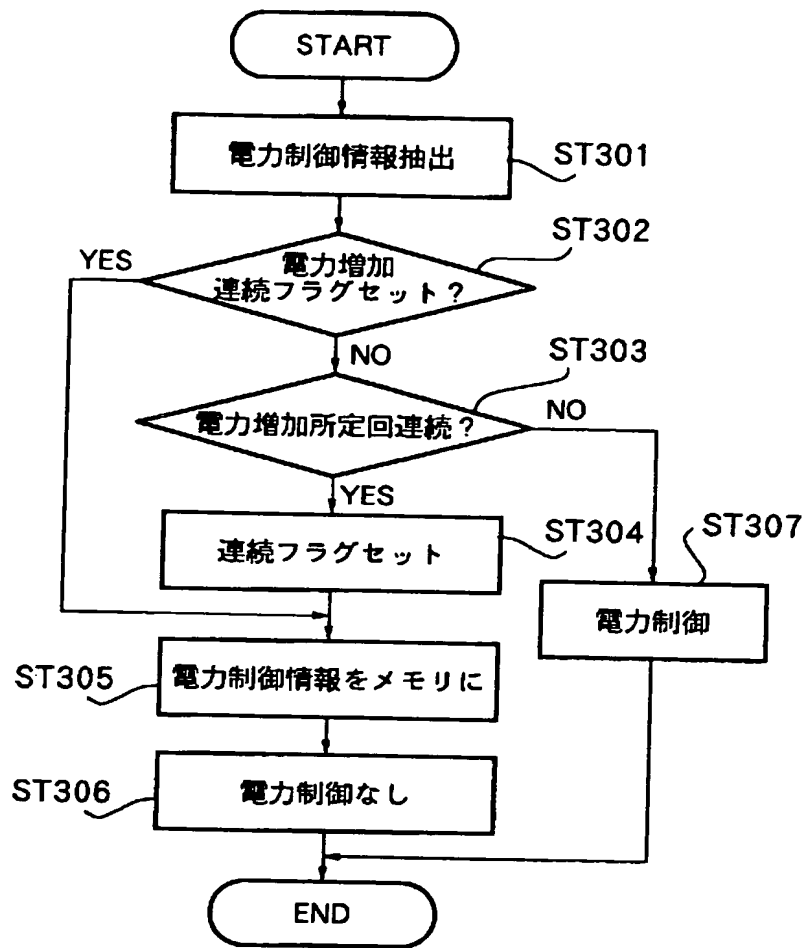 START
電力制御情報抽出
ST301
ST302
YES
電力増加
連続フラグセット？
NO
ST303
電力増加所定回連続？
NO
YES
ST304
連続フラグセット
ST307
電力制御
ST305
電力制御情報をメモリに
ST306
電力制御なし
END